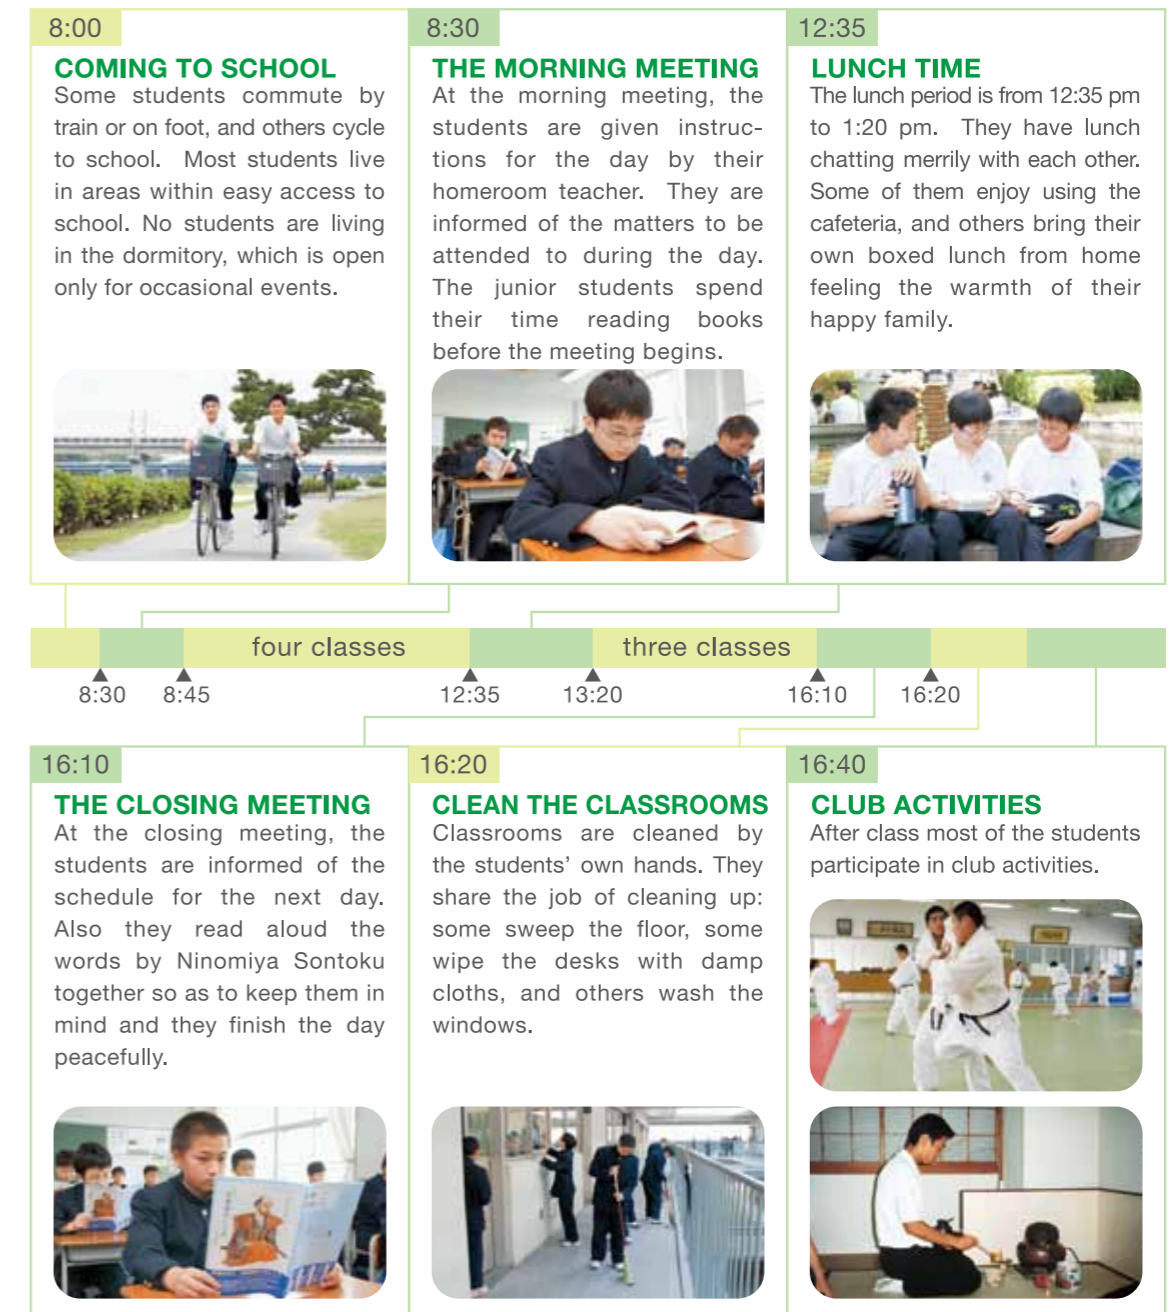 8:00
COMING TO SCHOOL
Some students commute by
train or on foot, and others cycle
to school. Most students live
in areas within easy access to
school. No students are living
in the dormitory, which is open
only for occasional events.
8:30
THE MORNING MEETING
At the morning meeting, the
students are given instruc-
tions for the day by their
homeroom teacher. They are
informed of the matters to be
attended to during the day.
The junior students spend
their time reading books
before the meeting begins.
12:35
LUNCH TIME
The lunch period is from 12:35 pm
to 1:20 pm. They have lunch
chatting merrily with each other.
Some of them enjoy using the
cafeteria, and others bring their
own boxed lunch from home
feeling the warmth of their
happy family.
four classes three classes
8:30 8:45 12:35 13:20 16:10 16:20
16:10
THE CLOSING MEETING
At the closing meeting, the
students are informed of the
schedule for the next day.
Also they read aloud the
words by Ninomiya Sontoku
together so as to keep them in
mind and they finish the day
peacefully.
16:20
CLEAN THE CLASSROOMS
Classrooms are cleaned by
the students’ own hands. They
share the job of cleaning up:
some sweep the floor, some
wipe the desks with damp
cloths, and others wash the
windows.
16:40
CLUB ACTIVITIES
After class most of the students
participate in club activities.